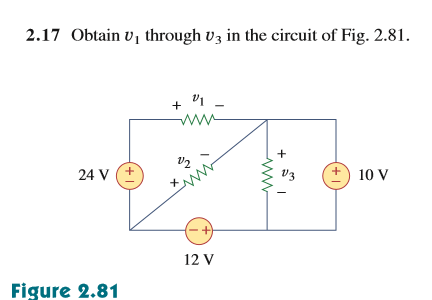 2.17 Obtain v₁ through v₃ in the circuit of Fig. 2.81.
+ v₁ −
24 V + −
v₂ −
+
+
v₃
−
+ − 10 V
− +
12 V
Figure 2.81